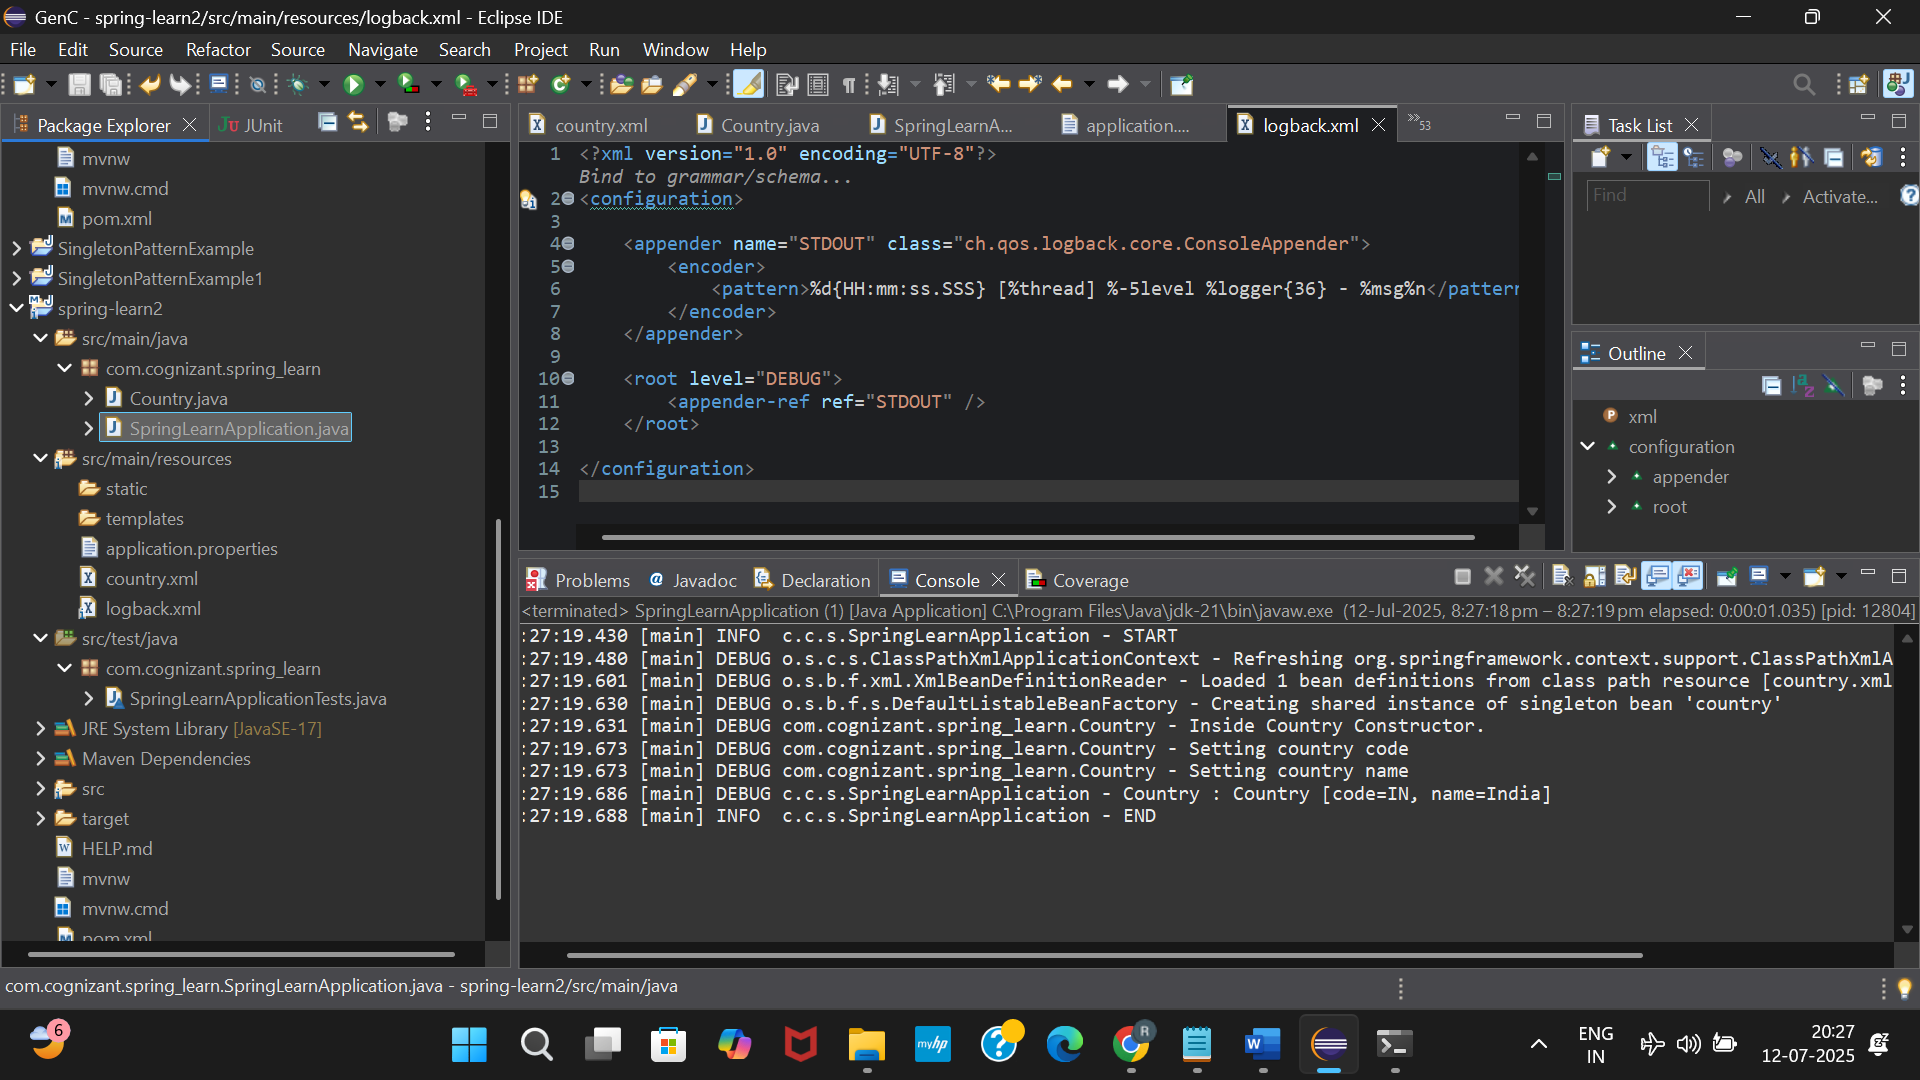 GenC - spring-learn2/src/main/resources/logback.xml - Eclipse IDE
File Edit Source Refactor Source Navigate Search Project Run Window Help
Package Explorer
JUnit
mvnw
mvnw.cmd
pom.xml
SingletonPatternExample
SingletonPatternExample1
spring-learn2
src/main/java
com.cognizant.spring_learn
Country.java
SpringLearnApplication.java
src/main/resources
static
templates
application.properties
country.xml
logback.xml
src/test/java
com.cognizant.spring_learn
SpringLearnApplicationTests.java
JRE System Library [JavaSE-17]
Maven Dependencies
src
target
HELP.md
mvnw
mvnw.cmd
pom.xml
country.xml Country.java SpringLearnA... application.... logback.xml »53
1 <?xml version="1.0" encoding="UTF-8"?>
Bind to grammar/schema...
2 <configuration>
3
4 <appender name="STDOUT" class="ch.qos.logback.core.ConsoleAppender">
5 <encoder>
6 <pattern>%d{HH:mm:ss.SSS} [%thread] %-5level %logger{36} - %msg%n</pattern
7 </encoder>
8 </appender>
9
10 <root level="DEBUG">
11 <appender-ref ref="STDOUT" />
12 </root>
13
14 </configuration>
15
Task List
Find All Activate...
Outline
xml
configuration
appender
root
Problems @ Javadoc Declaration Console Coverage
<terminated> SpringLearnApplication (1) [Java Application] C:\Program Files\Java\jdk-21\bin\javaw.exe (12-Jul-2025, 8:27:18 pm – 8:27:19 pm elapsed: 0:00:01.035) [pid: 12804]
:27:19.430 [main] INFO c.c.s.SpringLearnApplication - START
:27:19.480 [main] DEBUG o.s.c.s.ClassPathXmlApplicationContext - Refreshing org.springframework.context.support.ClassPathXmlA
:27:19.601 [main] DEBUG o.s.b.f.xml.XmlBeanDefinitionReader - Loaded 1 bean definitions from class path resource [country.xml
:27:19.630 [main] DEBUG o.s.b.f.s.DefaultListableBeanFactory - Creating shared instance of singleton bean 'country'
:27:19.631 [main] DEBUG com.cognizant.spring_learn.Country - Inside Country Constructor.
:27:19.673 [main] DEBUG com.cognizant.spring_learn.Country - Setting country code
:27:19.673 [main] DEBUG com.cognizant.spring_learn.Country - Setting country name
:27:19.686 [main] DEBUG c.c.s.SpringLearnApplication - Country : Country [code=IN, name=India]
:27:19.688 [main] INFO c.c.s.SpringLearnApplication - END
com.cognizant.spring_learn.SpringLearnApplication.java - spring-learn2/src/main/java
6
myhp
R
ENG
IN
20:27
12-07-2025